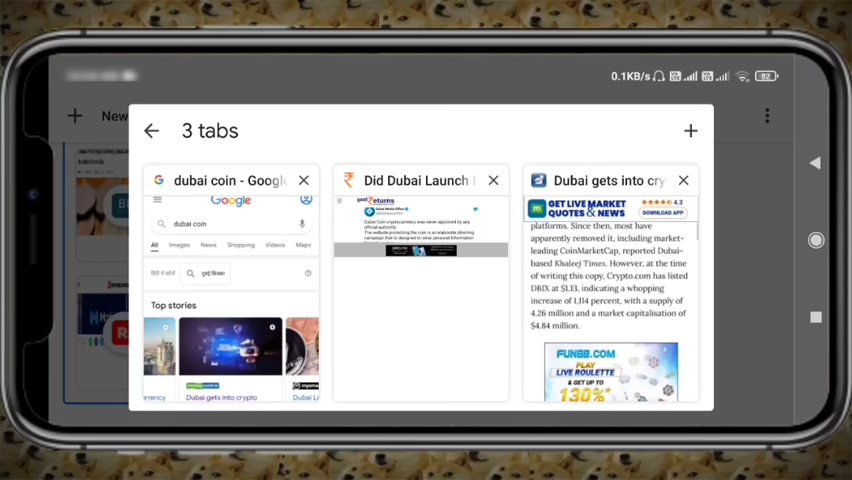 0.1KB/s
82
New
3 tabs
dubai coin - Googl
Did Dubai Launch
Dubai gets into cry
Google
dubai coin
All Images News Shopping Videos Maps
हिंदी में खोजें
दुबई सिक्का
Top stories
moneycontrol
Dubai gets into crypto
Dubai
goodreturns
Dubai Coin cryptocurrency was never approved by any
official authority.
The website promoting the coin is an elaborate phishing
campaign that is designed to steal personal information
GET LIVE MARKET
QUOTES & NEWS
4.3
DOWNLOAD APP
platforms. Since then, most have
apparently removed it, including market-
leading CoinMarketCap, reported Dubai-
based Khaleej Times. However, at the time
of writing this copy, Crypto.com has listed
DBIX at $1.13, indicating a whopping
increase of 1,114 percent, with a supply of
4.26 million and a market capitalisation of
$4.84 million.
FUN88.COM
PLAY
LIVE ROULETTE
& GET UP TO
130%*